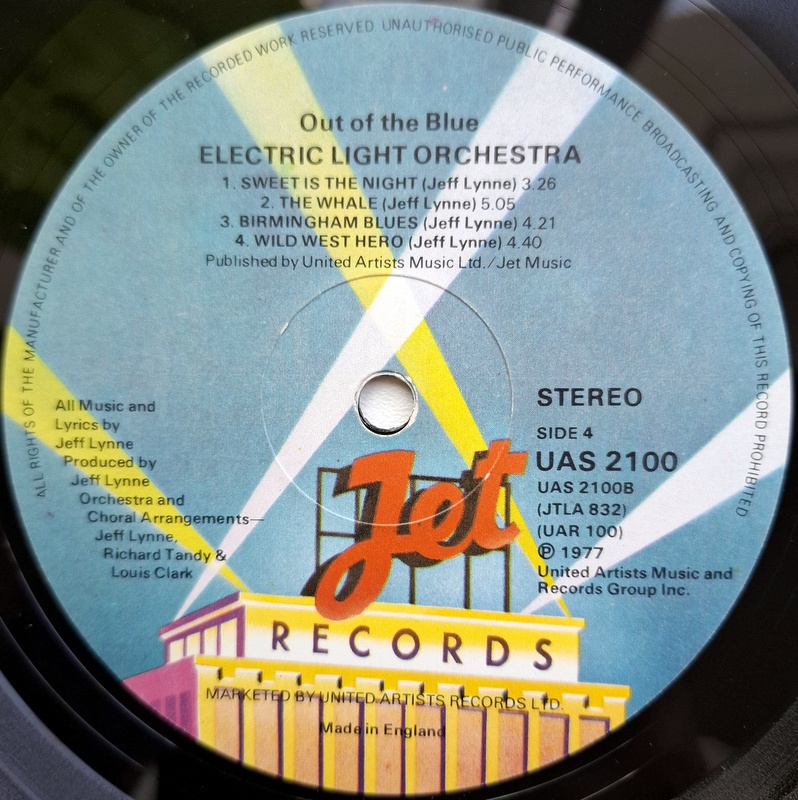 ALL RIGHTS OF THE MANUFACTURER AND OF THE OWNER OF THE RECORDED WORK RESERVED UNAUTHORISED PUBLIC PERFORMANCE BROADCASTING AND COPYING OF THIS RECORD PROHIBITED
Out of the Blue
ELECTRIC LIGHT ORCHESTRA
1. SWEET IS THE NIGHT (Jeff Lynne) 3.26
2. THE WHALE (Jeff Lynne) 5.05
3. BIRMINGHAM BLUES (Jeff Lynne) 4.21
4. WILD WEST HERO (Jeff Lynne) 4.40
Published by United Artists Music Ltd./Jet Music
All Music and
Lyrics by
Jeff Lynne
Produced by
Jeff Lynne
Orchestra and
Choral Arrangements—
Jeff Lynne,
Richard Tandy &
Louis Clark
STEREO
SIDE 4
UAS 2100
UAS 2100B
(JTLA 832)
(UAR 100)
℗ 1977
United Artists Music and
Records Group Inc.
Jet
RECORDS
MARKETED BY UNITED ARTISTS RECORDS LTD.
Made in England